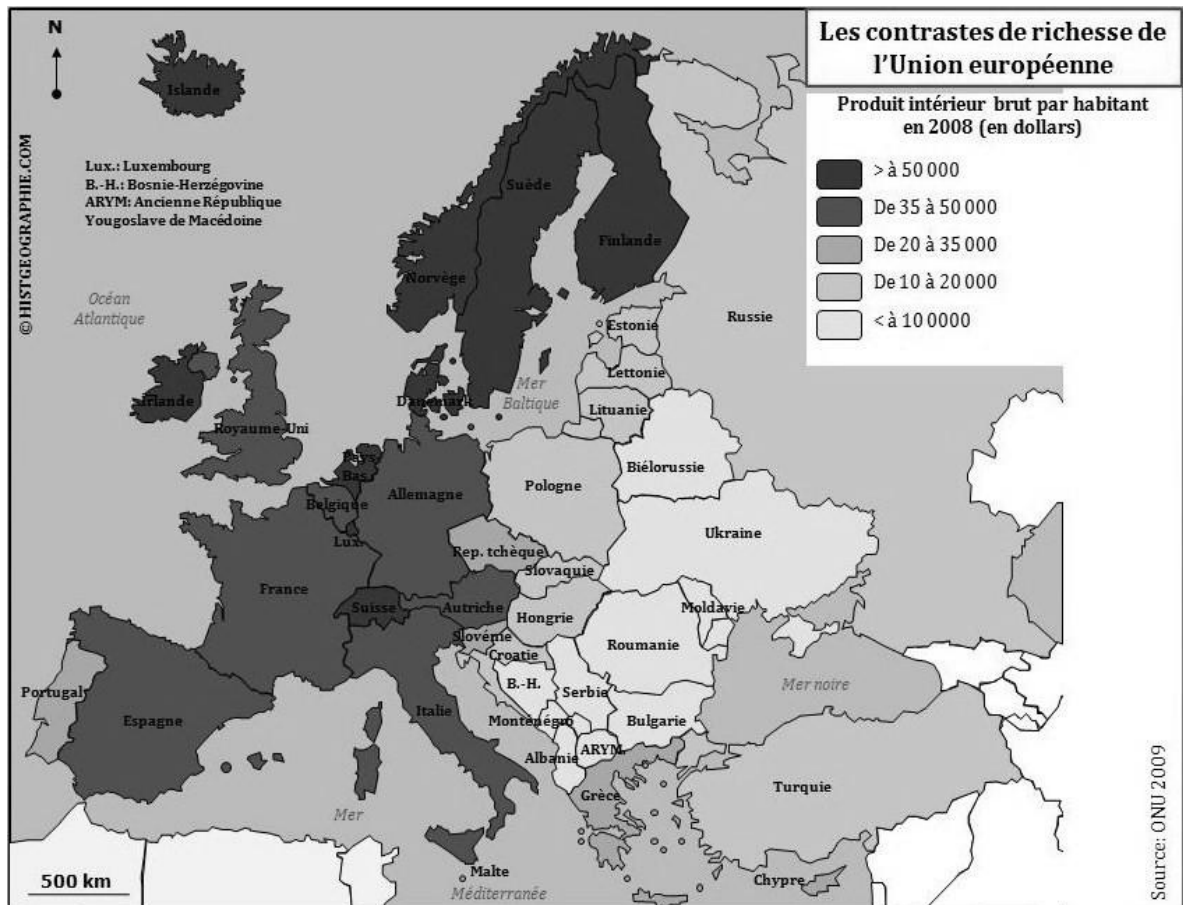 Les contrastes de richesse de
l'Union européenne
Produit intérieur brut par habitant
en 2008 (en dollars)
> à 50 000
De 35 à 50 000
De 20 à 35 000
De 10 à 20 000
< à 10 0000
N
Islande
Lux.: Luxembourg
B.-H.: Bosnie-Herzégovine
ARYM: Ancienne République
Yougoslave de Macédoine
© HISTGEOGRAPHIE.COM
Océan
Atlantique
Suède
Finlande
Norvège
Russie
Estonie
Lettonie
Mer
Baltique
Lituanie
Danemark
Irlande
Royaume-Uni
Biélorussie
Pays
Bas
Pologne
Allemagne
Belgique
Ukraine
Lux.
Rep. tchèque
Slovaquie
France
Suisse
Autriche
Hongrie
Moldavie
Slovénie
Croatie
Roumanie
B.-H.
Serbie
Mer noire
Portugal
Espagne
Italie
Monténégro
Bulgarie
Albanie
ARYM
Grèce
Turquie
Mer
Méditerranée
Malte
Chypre
500 km
Source: ONU 2009